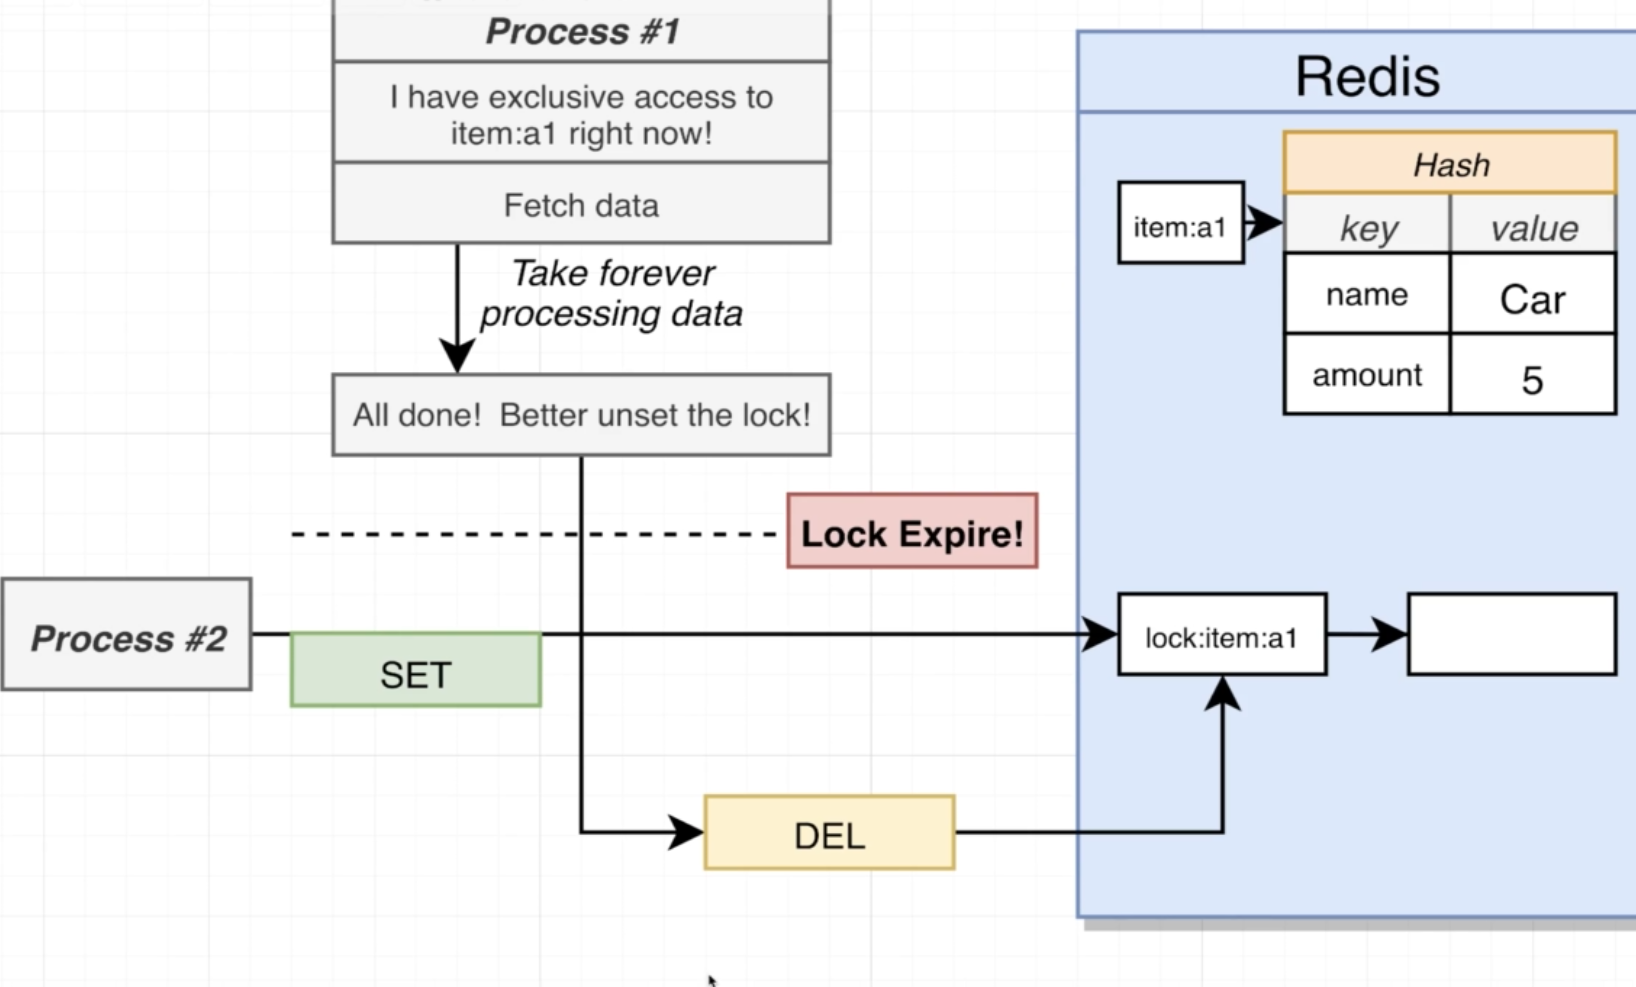 Process #1
I have exclusive access to
item:a1 right now!
Fetch data
Take forever
processing data
All done!  Better unset the lock!
Lock Expire!
Process #2
SET
DEL
Redis
Hash
item:a1
key value
name Car
amount 5
lock:item:a1